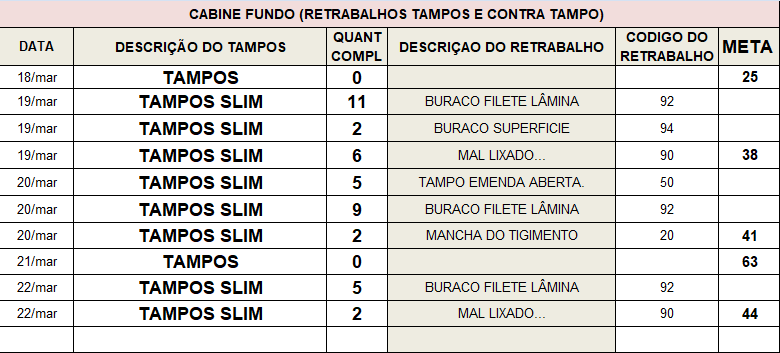 CABINE FUNDO (RETRABALHOS TAMPOS E CONTRA TAMPO)
DATA DESCRIÇÃO DO TAMPOS QUANT COMPL DESCRIÇAO DO RETRABALHO CODIGO DO RETRABALHO META
18/mar TAMPOS 0 25
19/mar TAMPOS SLIM 11 BURACO FILETE LÂMINA 92
19/mar TAMPOS SLIM 2 BURACO SUPERFICIE 94
19/mar TAMPOS SLIM 6 MAL LIXADO... 90 38
20/mar TAMPOS SLIM 5 TAMPO EMENDA ABERTA. 50
20/mar TAMPOS SLIM 9 BURACO FILETE LÂMINA 92
20/mar TAMPOS SLIM 2 MANCHA DO TIGIMENTO 20 41
21/mar TAMPOS 0 63
22/mar TAMPOS SLIM 5 BURACO FILETE LÂMINA 92
22/mar TAMPOS SLIM 2 MAL LIXADO... 90 44